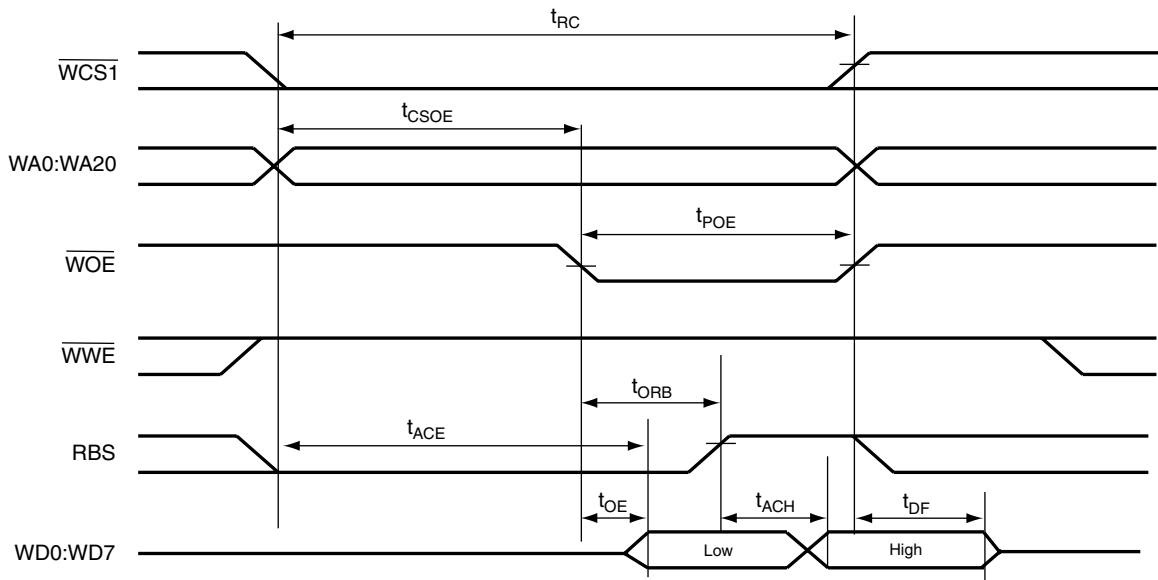 tRC
WCS1
tCSOE
WA0:WA20
tPOE
WOE
WWE
tORB
tACE
RBS
tOE
tACH
tDF
WD0:WD7
Low
High